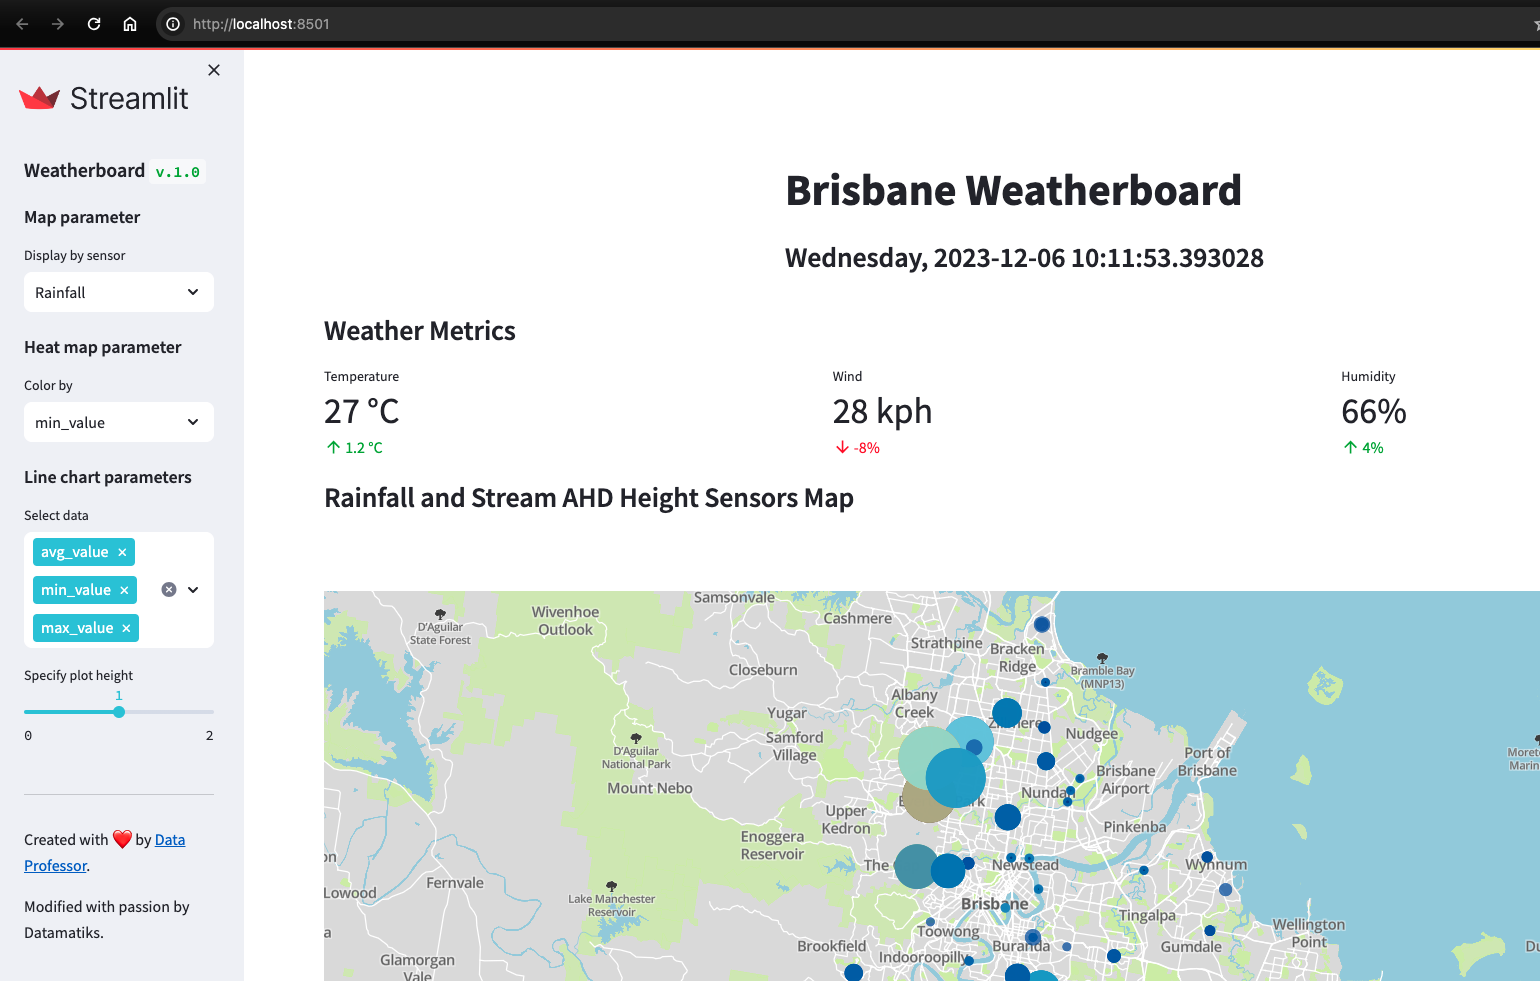 http://localhost:8501
Streamlit
Weatherboard v.1.0
Map parameter
Display by sensor
Rainfall
Heat map parameter
Color by
min_value
Line chart parameters
Select data
avg_value ×
min_value ×
max_value ×
Specify plot height
1
0 2
Created with ❤️ by Data
Professor.
Modified with passion by
Datamatiks.
Brisbane Weatherboard
Wednesday, 2023-12-06 10:11:53.393028
Weather Metrics
Temperature
27 °C
↑ 1.2 °C
Wind
28 kph
↓ -8%
Humidity
66%
↑ 4%
Rainfall and Stream AHD Height Sensors Map
Samsonvale
D'Aguilar
State Forest
Wivenhoe
Outlook
Cashmere
Strathpine
Bracken
Ridge
Bramble Bay
(MNP13)
Closeburn
Albany
Creek
Yugar
Samford
Village
Nudgee
D'Aguilar
National Park
Mount Nebo
Port of
Brisbane
Brisbane
Airport
Upper
Kedron
Enoggera
Reservoir
Pinkenba
The
Newstead
Wynnum
Lowood
Fernvale
Lake Manchester
Reservoir
Brisbane
Tingalpa
Toowong
Buranda
Gumdale
Wellington
Point
Brookfield
Indooroopilly
Glamorgan
Vale